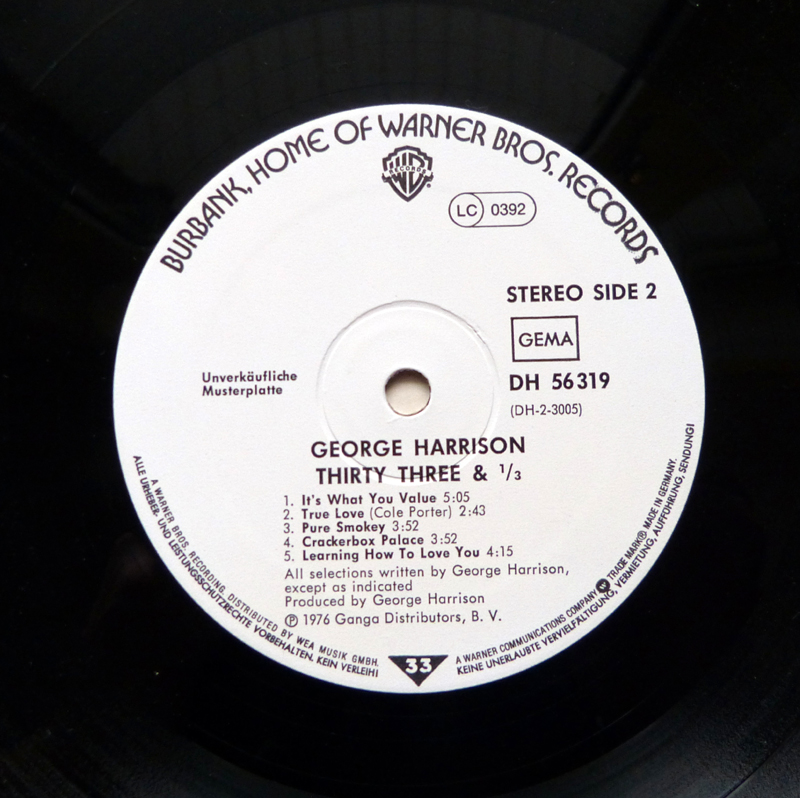 BURBANK, HOME OF WARNER BROS. RECORDS
RECORDS
LC 0392
STEREO SIDE 2
GEMA
DH 56 319
(DH-2-3005)
Unverkäufliche
Musterplatte
GEORGE HARRISON
THIRTY THREE & 1/3
1. It's What You Value 5:05
2. True Love (Cole Porter) 2:43
3. Pure Smokey 3:52
4. Crackerbox Palace 3:52
5. Learning How To Love You 4:15
All selections written by George Harrison,
except as indicated
Produced by George Harrison
℗ 1976 Ganga Distributors, B. V.
A WARNER BROS. RECORDING, DISTRIBUTED BY WEA MUSIK GMBH.
ALLE URHEBER- UND LEISTUNGSSCHUTZRECHTE VORBEHALTEN. KEIN VERLEIH!
33
A WARNER COMMUNICATIONS COMPANY TRADE MARK® MADE IN GERMANY.
KEINE UNERLAUBTE VERVIELFÄLTIGUNG, VERMIETUNG, AUFFÜHRUNG, SENDUNG!